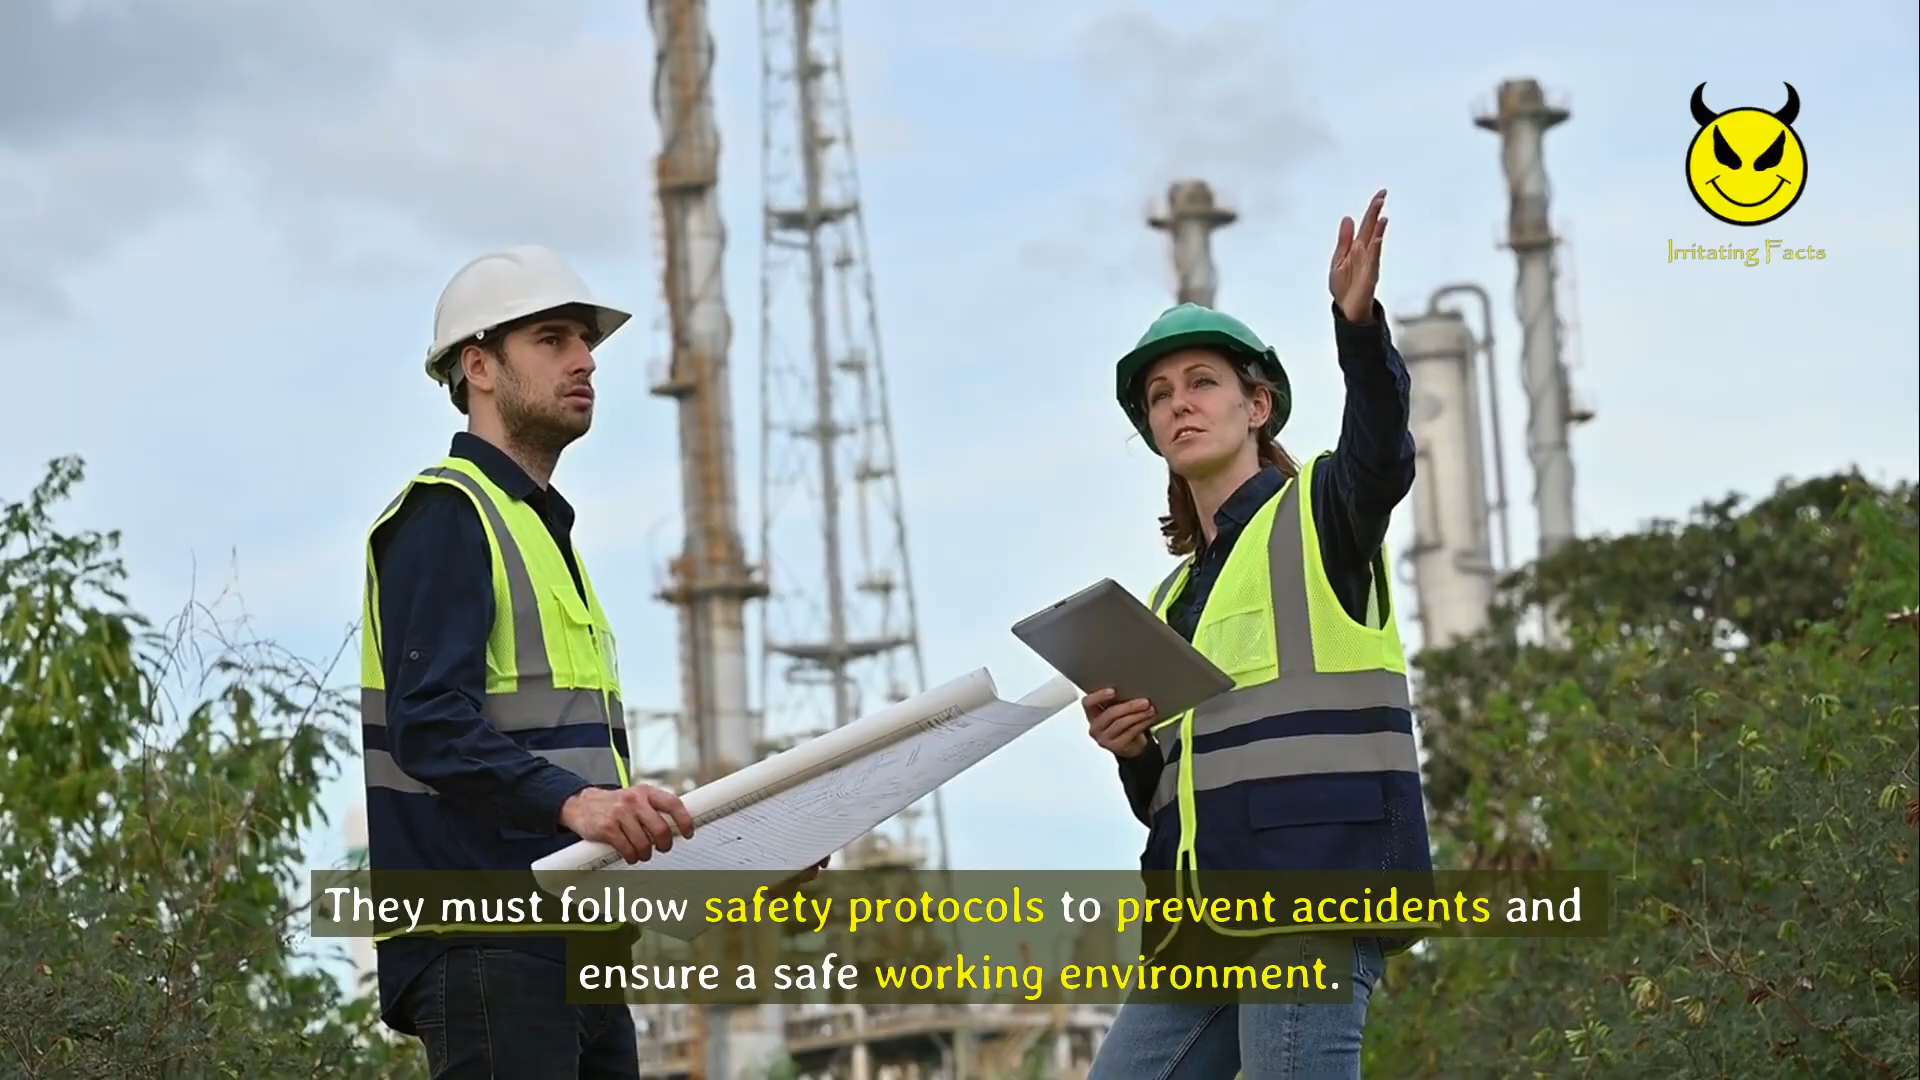 Irritating Facts
They must follow safety protocols to prevent accidents and
ensure a safe working environment.